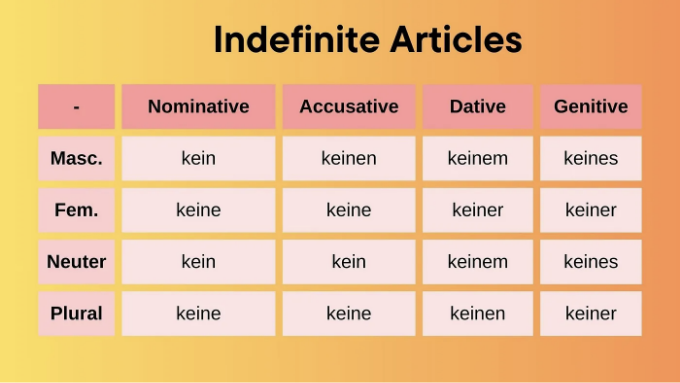 Indefinite Articles
- Nominative Accusative Dative Genitive
Masc. kein keinen keinem keines
Fem. keine keine keiner keiner
Neuter kein kein keinem keines
Plural keine keine keinen keiner